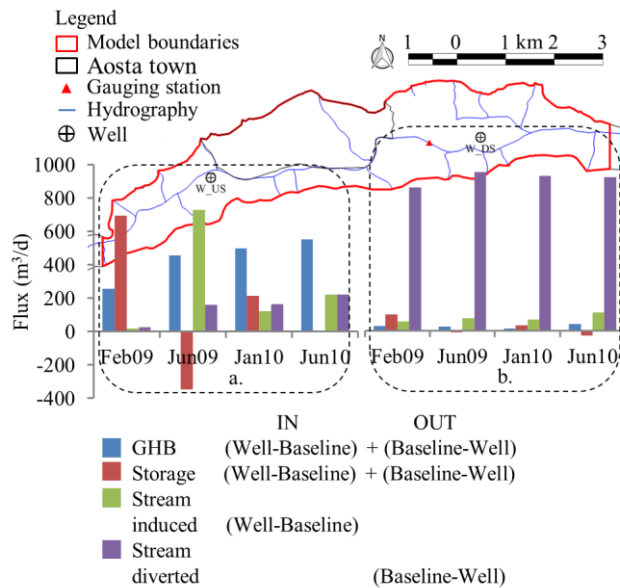 Legend
Model boundaries
Aosta town
Gauging station
Hydrography
Well
N
1 0 1 km 2 3
W_US
W_DS
Flux (m³/d)
1000
800
600
400
200
0
-200
-400
Feb09 Jun09 Jan10 Jun10
a.
Feb09 Jun09 Jan10 Jun10
b.
IN OUT
GHB (Well-Baseline) + (Baseline-Well)
Storage (Well-Baseline) + (Baseline-Well)
Stream
induced (Well-Baseline)
Stream
diverted (Baseline-Well)